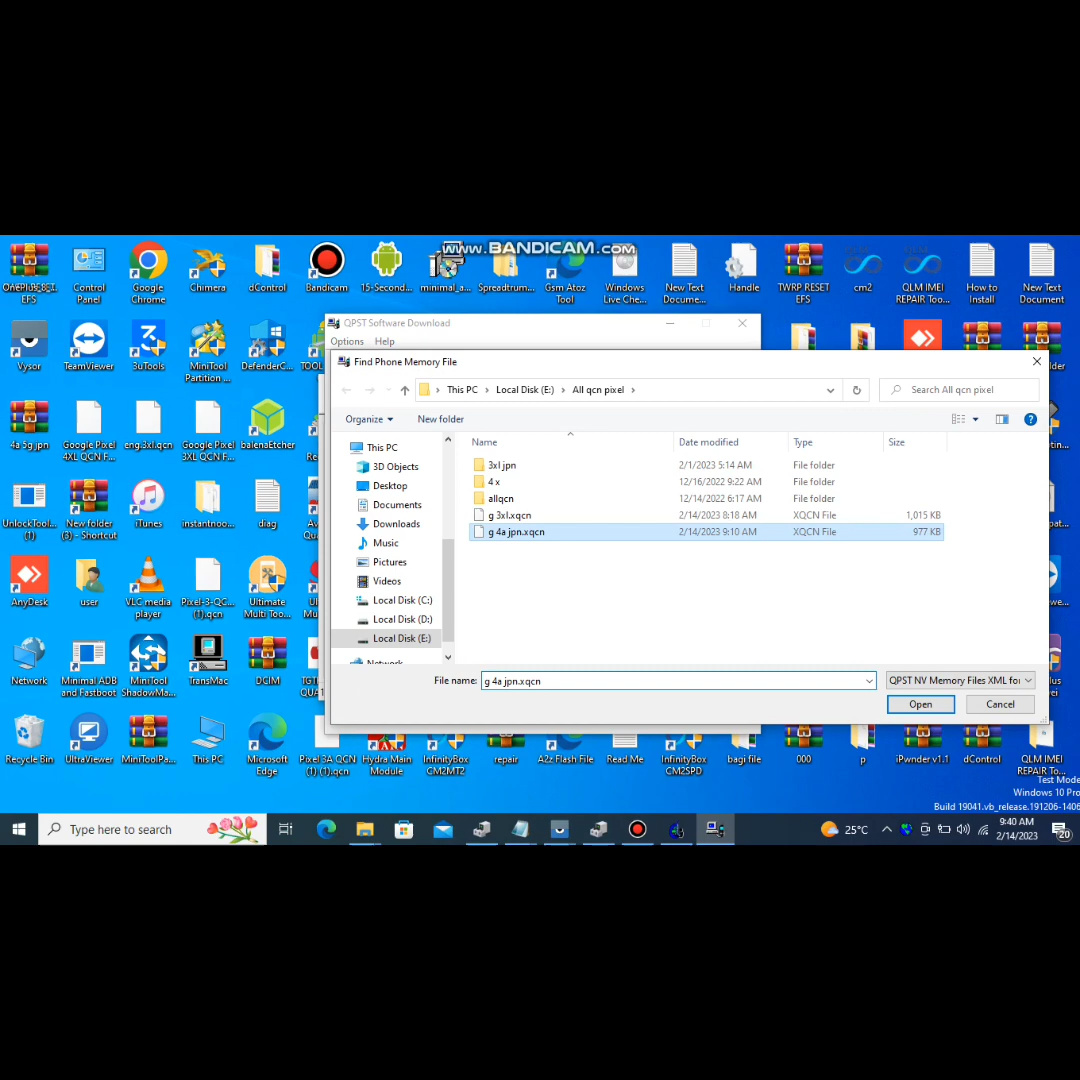 www.BANDICAM.com
EFS
Control
Panel
Google
Chrome
Chimera
dControl
Bandicam
15-Second...
minimal_a...
Spreadtrum...
Gsm Atoz
Tool
Windows
Live Che...
New Text
Docume...
Handle
TWRP RESET
EFS
cm2
QLM IMEI
REPAIR Too...
How to
Install
New Text
Document
Vysor
TeamViewer
3uTools
MiniTool
Partition ...
DefenderC...
QPST Software Download
Options Help
Find Phone Memory File
This PC > Local Disk (E:) > All qcn pixel >
Search All qcn pixel
Organize
New folder
This PC
3D Objects
Desktop
Documents
Downloads
Music
Pictures
Videos
Local Disk (C:)
Local Disk (D:)
Local Disk (E:)
Network
Name Date modified Type Size
3xl jpn 2/1/2023 5:14 AM File folder
4 x 12/16/2022 9:22 AM File folder
allqcn 12/14/2022 6:17 AM File folder
g 3xl.xqcn 2/14/2023 8:18 AM XQCN File 1,015 KB
g 4a jpn.xqcn 2/14/2023 9:10 AM XQCN File 977 KB
File name: g 4a jpn.xqcn
QPST NV Memory Files XML for
Open
Cancel
4a 5g.jpn
Google Pixel
4XL QCN F...
eng.3xl.qcn
Google Pixel
3XL QCN F...
balenaEtcher
UnlockTool...
(1)
New folder
(3) - Shortcut
iTunes
instantnoo...
diag
AnyDesk
user
VLC media
player
Pixel-3-QC...
(1).qcn
Ultimate
Multi Too...
Network
Minimal ADB
and Fastboot
MiniTool
ShadowMa...
TransMac
DCIM
Recycle Bin
UltraViewer
MiniToolPa...
This PC
Microsoft
Edge
Pixel 3A QCN
(1) (1).qcn
Hydra Main
Module
InfinityBox
CM2MT2
repair
A2z Flash File
Read Me
InfinityBox
CM2SPD
bagi file
000
p
iPwnder v1.1
dControl
QLM IMEI
REPAIR To...
Test Mode
Windows 10 Pro
Build 19041.vb_release.191206-1406
Type here to search
25°C
9:40 AM
2/14/2023
20